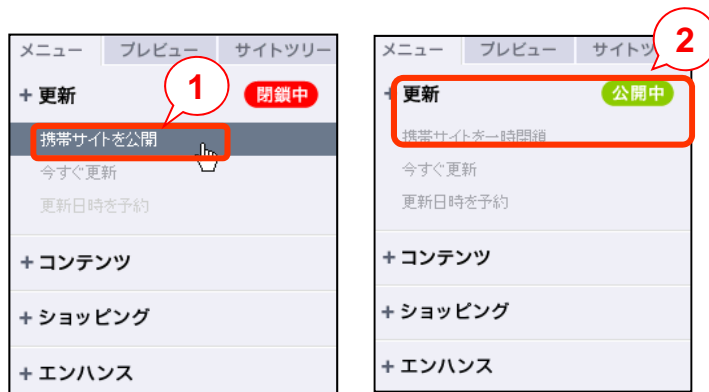 メニュー プレビュー サイトツリー
1
+ 更新 閉鎖中
携帯サイトを公開
今すぐ更新
更新日時を予約
+ コンテンツ
+ ショッピング
+ エンハンス
メニュー プレビュー サイトツ
2
+ 更新 公開中
携帯サイトを一時閉鎖
今すぐ更新
更新日時を予約
+ コンテンツ
+ ショッピング
+ エンハンス